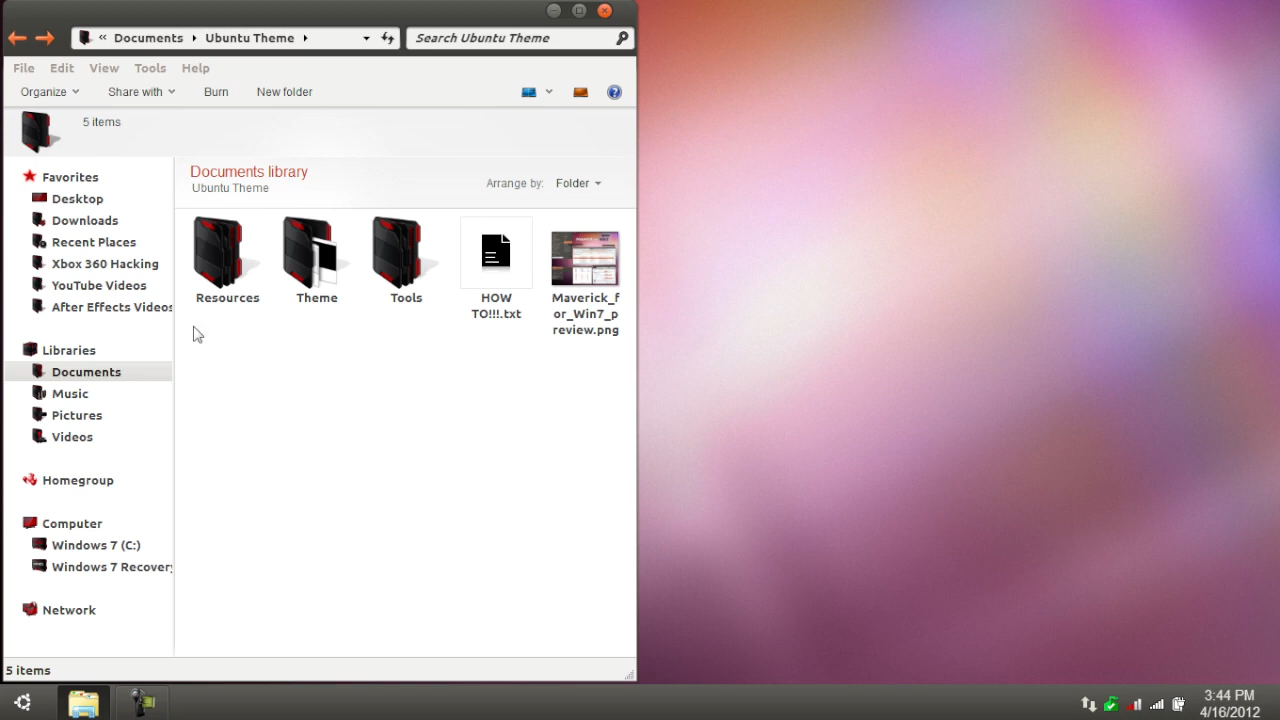 « Documents Ubuntu Theme
Search Ubuntu Theme
File Edit View Tools Help
Organize Share with Burn New folder
5 items
Favorites
Desktop
Downloads
Recent Places
Xbox 360 Hacking
YouTube Videos
After Effects Videos
Libraries
Documents
Music
Pictures
Videos
Homegroup
Computer
Windows 7 (C:)
Windows 7 Recovery
Network
Documents library
Ubuntu Theme
Arrange by: Folder
Resources
Theme
Tools
HOW
TO!!!.txt
Maverick_f
or_Win7_p
review.png
5 items
3:44 PM
4/16/2012